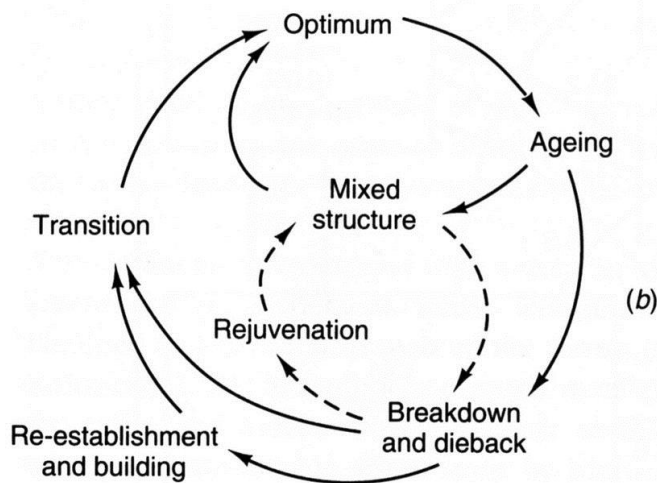 Optimum
Ageing
Mixed
structure
Transition
(b)
Rejuvenation
Breakdown
and dieback
Re-establishment
and building